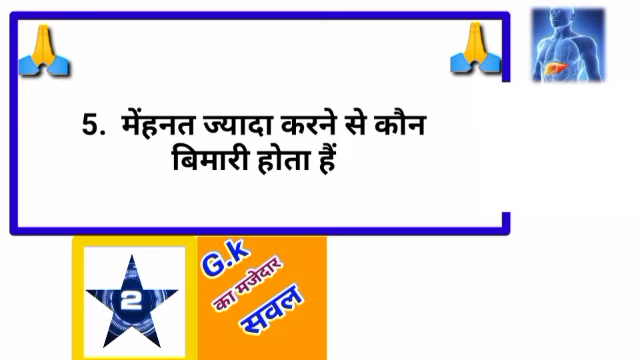 5. मेंहनत ज्यादा करने से कौन
बिमारी होता हैं
2
G.k
का मजेदार
सवल